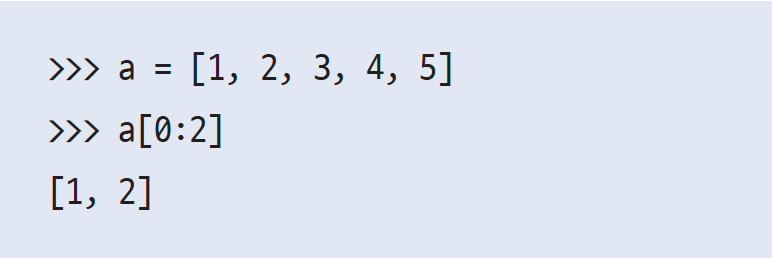 >>> a = [1, 2, 3, 4, 5]
>>> a[0:2]
[1, 2]